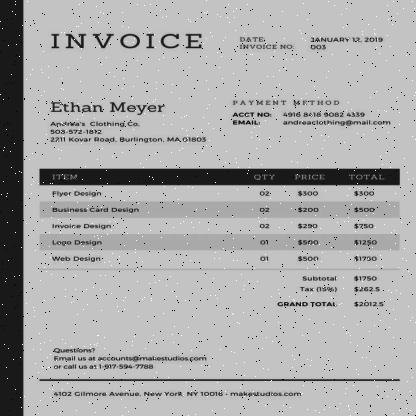 INVOICE
DATE: JANUARY 12, 2019
INVOICE NO: 003
Ethan Meyer
Andrea's Clothing Co.
503-572-1812
2711 Kovar Road, Burlington, MA 01803
PAYMENT METHOD
ACCT NO: 4916 8418 9082 4339
EMAIL: andreaclothing@mail.com
ITEM QTY PRICE TOTAL
Flyer Design 02 $300 $300
Business Card Design 02 $200 $500
Invoice Design 02 $250 $750
Logo Design 01 $500 $1250
Web Design 01 $500 $1700
Subtotal $1750
Tax (15%) $262.5
GRAND TOTAL $2012.5
Questions?
Email us at accounts@makestudios.com
or call us at 1-917-594-7788
4102 Gilmore Avenue, New York NY 10016 - makestudios.com